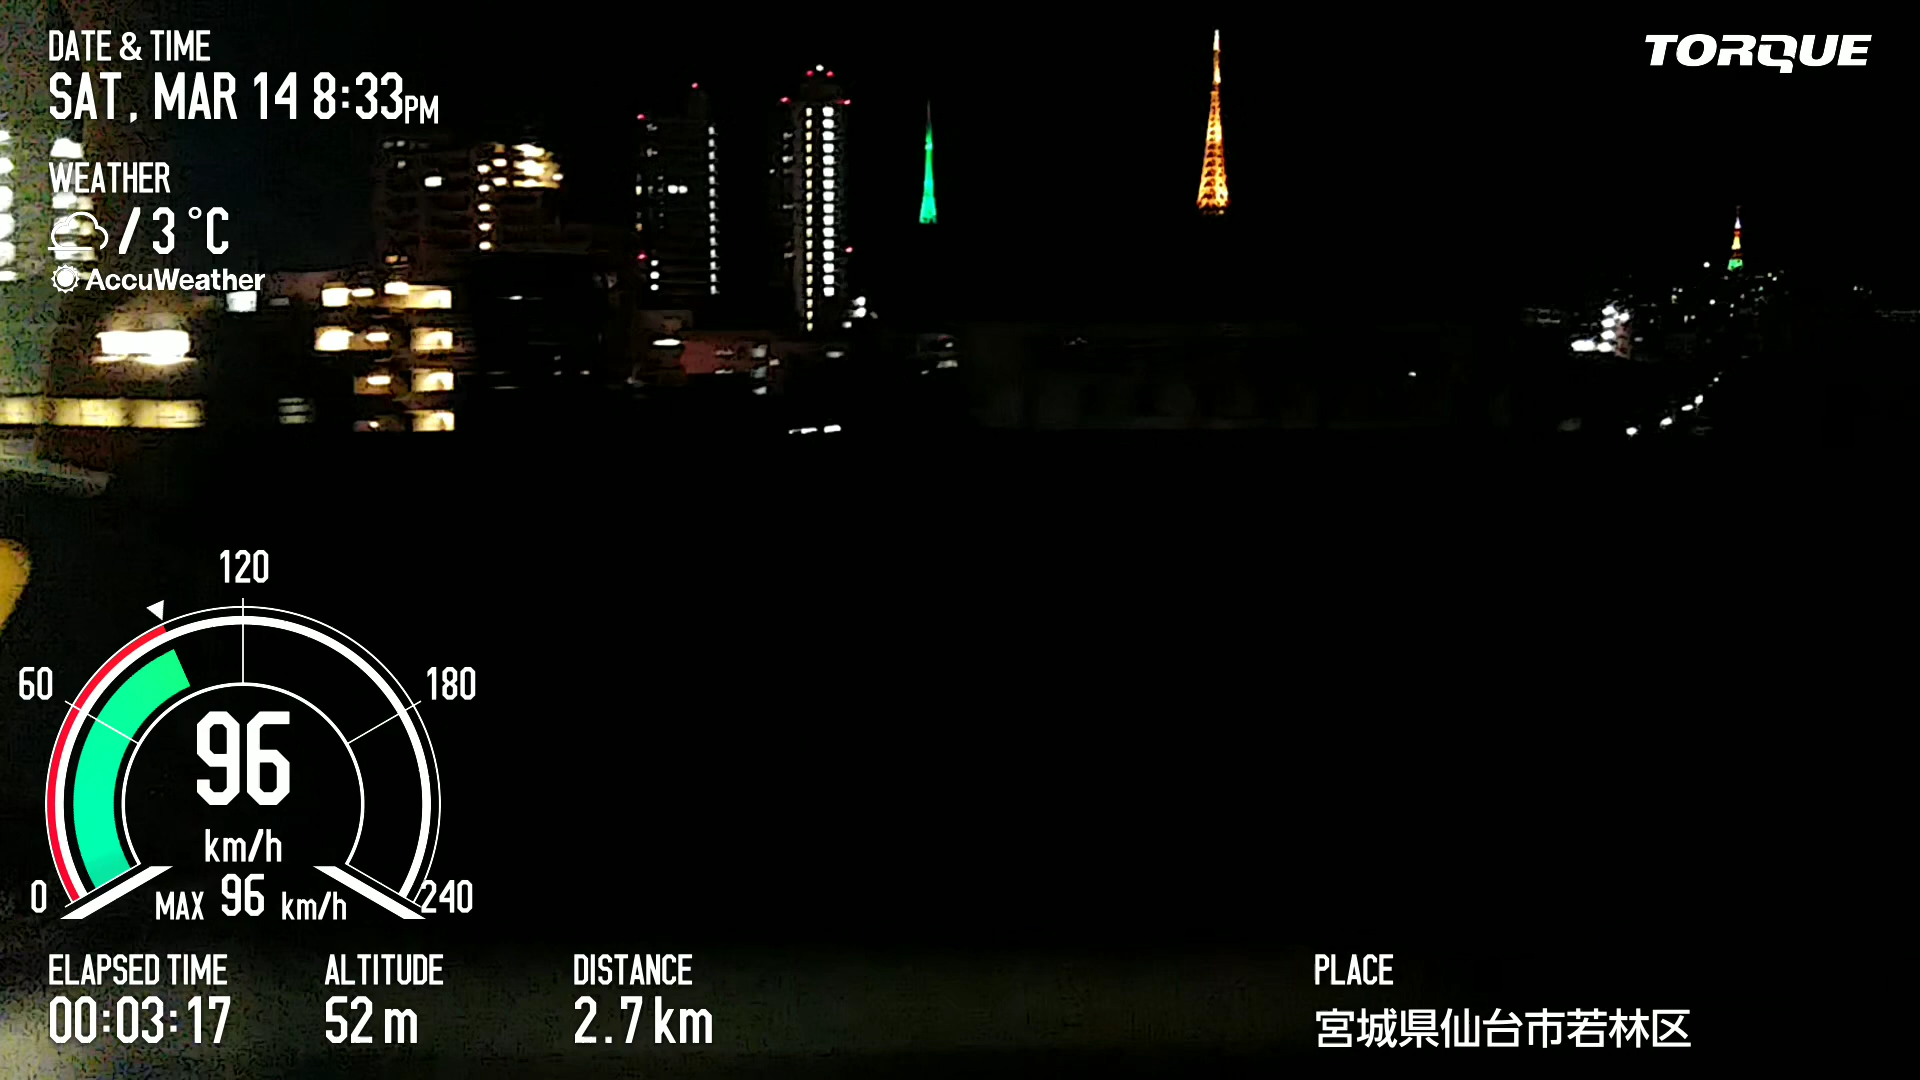 DATE & TIME
SAT, MAR 14 8:33PM
TORQUE
WEATHER
/ 3 °C
AccuWeather
120
60
180
96
km/h
0
MAX 96 km/h
240
ELAPSED TIME
00:03:17
ALTITUDE
52 m
DISTANCE
2.7 km
PLACE
宮城県仙台市若林区